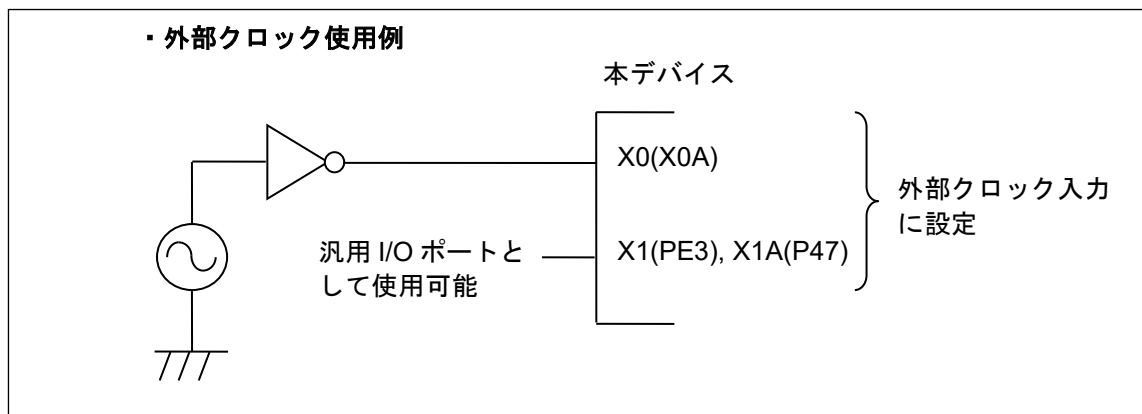 ・外部クロック使用例
本デバイス
X0(X0A)
外部クロック入力
に設定
汎用 I/O ポートと
して使用可能
X1(PE3), X1A(P47)